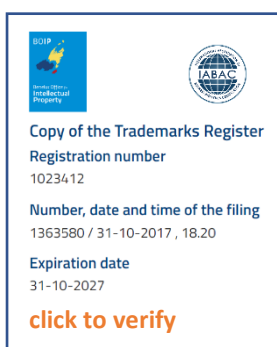 BOIP
Benelux Office for
Intellectual
Property
IABAC
Copy of the Trademarks Register
Registration number
1023412
Number, date and time of the filing
1363580 / 31-10-2017 , 18.20
Expiration date
31-10-2027
click to verify